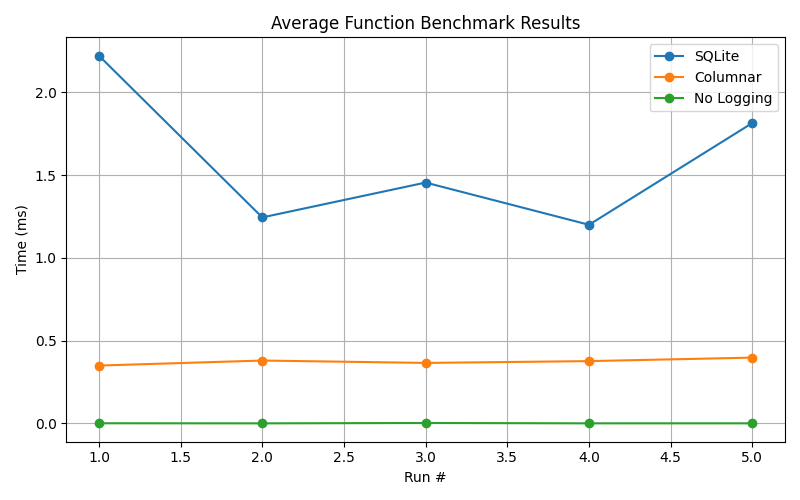 Average Function Benchmark Results
SQLite
Columnar
No Logging
Time (ms)
2.0
1.5
1.0
0.5
0.0
1.0 1.5 2.0 2.5 3.0 3.5 4.0 4.5 5.0
Run #